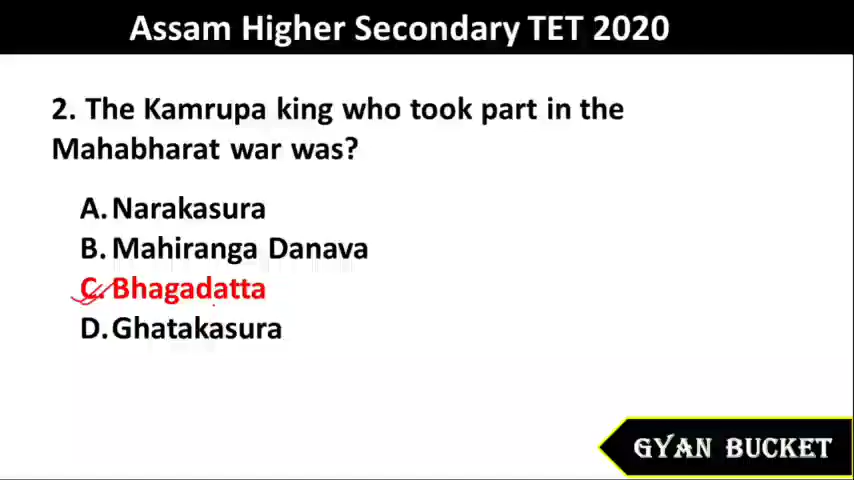 Assam Higher Secondary TET 2020
2. The Kamrupa king who took part in the
Mahabharat war was?
A. Narakasura
B. Mahiranga Danava
C. Bhagadatta
D. Ghatakasura
GYAN BUCKET